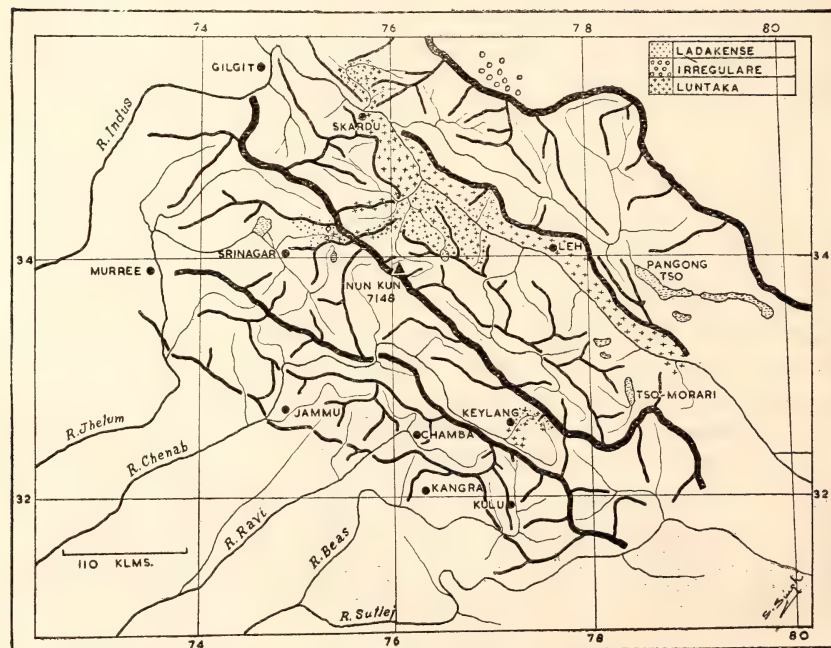 74
76
78
80
LADAKENSE
IRREGULARE
LUNTAKA
GILGIT
SKARDU
R. Indus
34
34
SRINAGAR
MURREE
LEH
PANGONG
TSO
NUN KUN
7148
TSO-MORARI
JAMMU
KEYLANG
CHAMBA
R. Jhelum
R. Chenab
32
32
KANGRA
KULU
R. Ravi
R. Beas
110 KLMS.
R. Sutlej
S. Singh
74
76
78
80